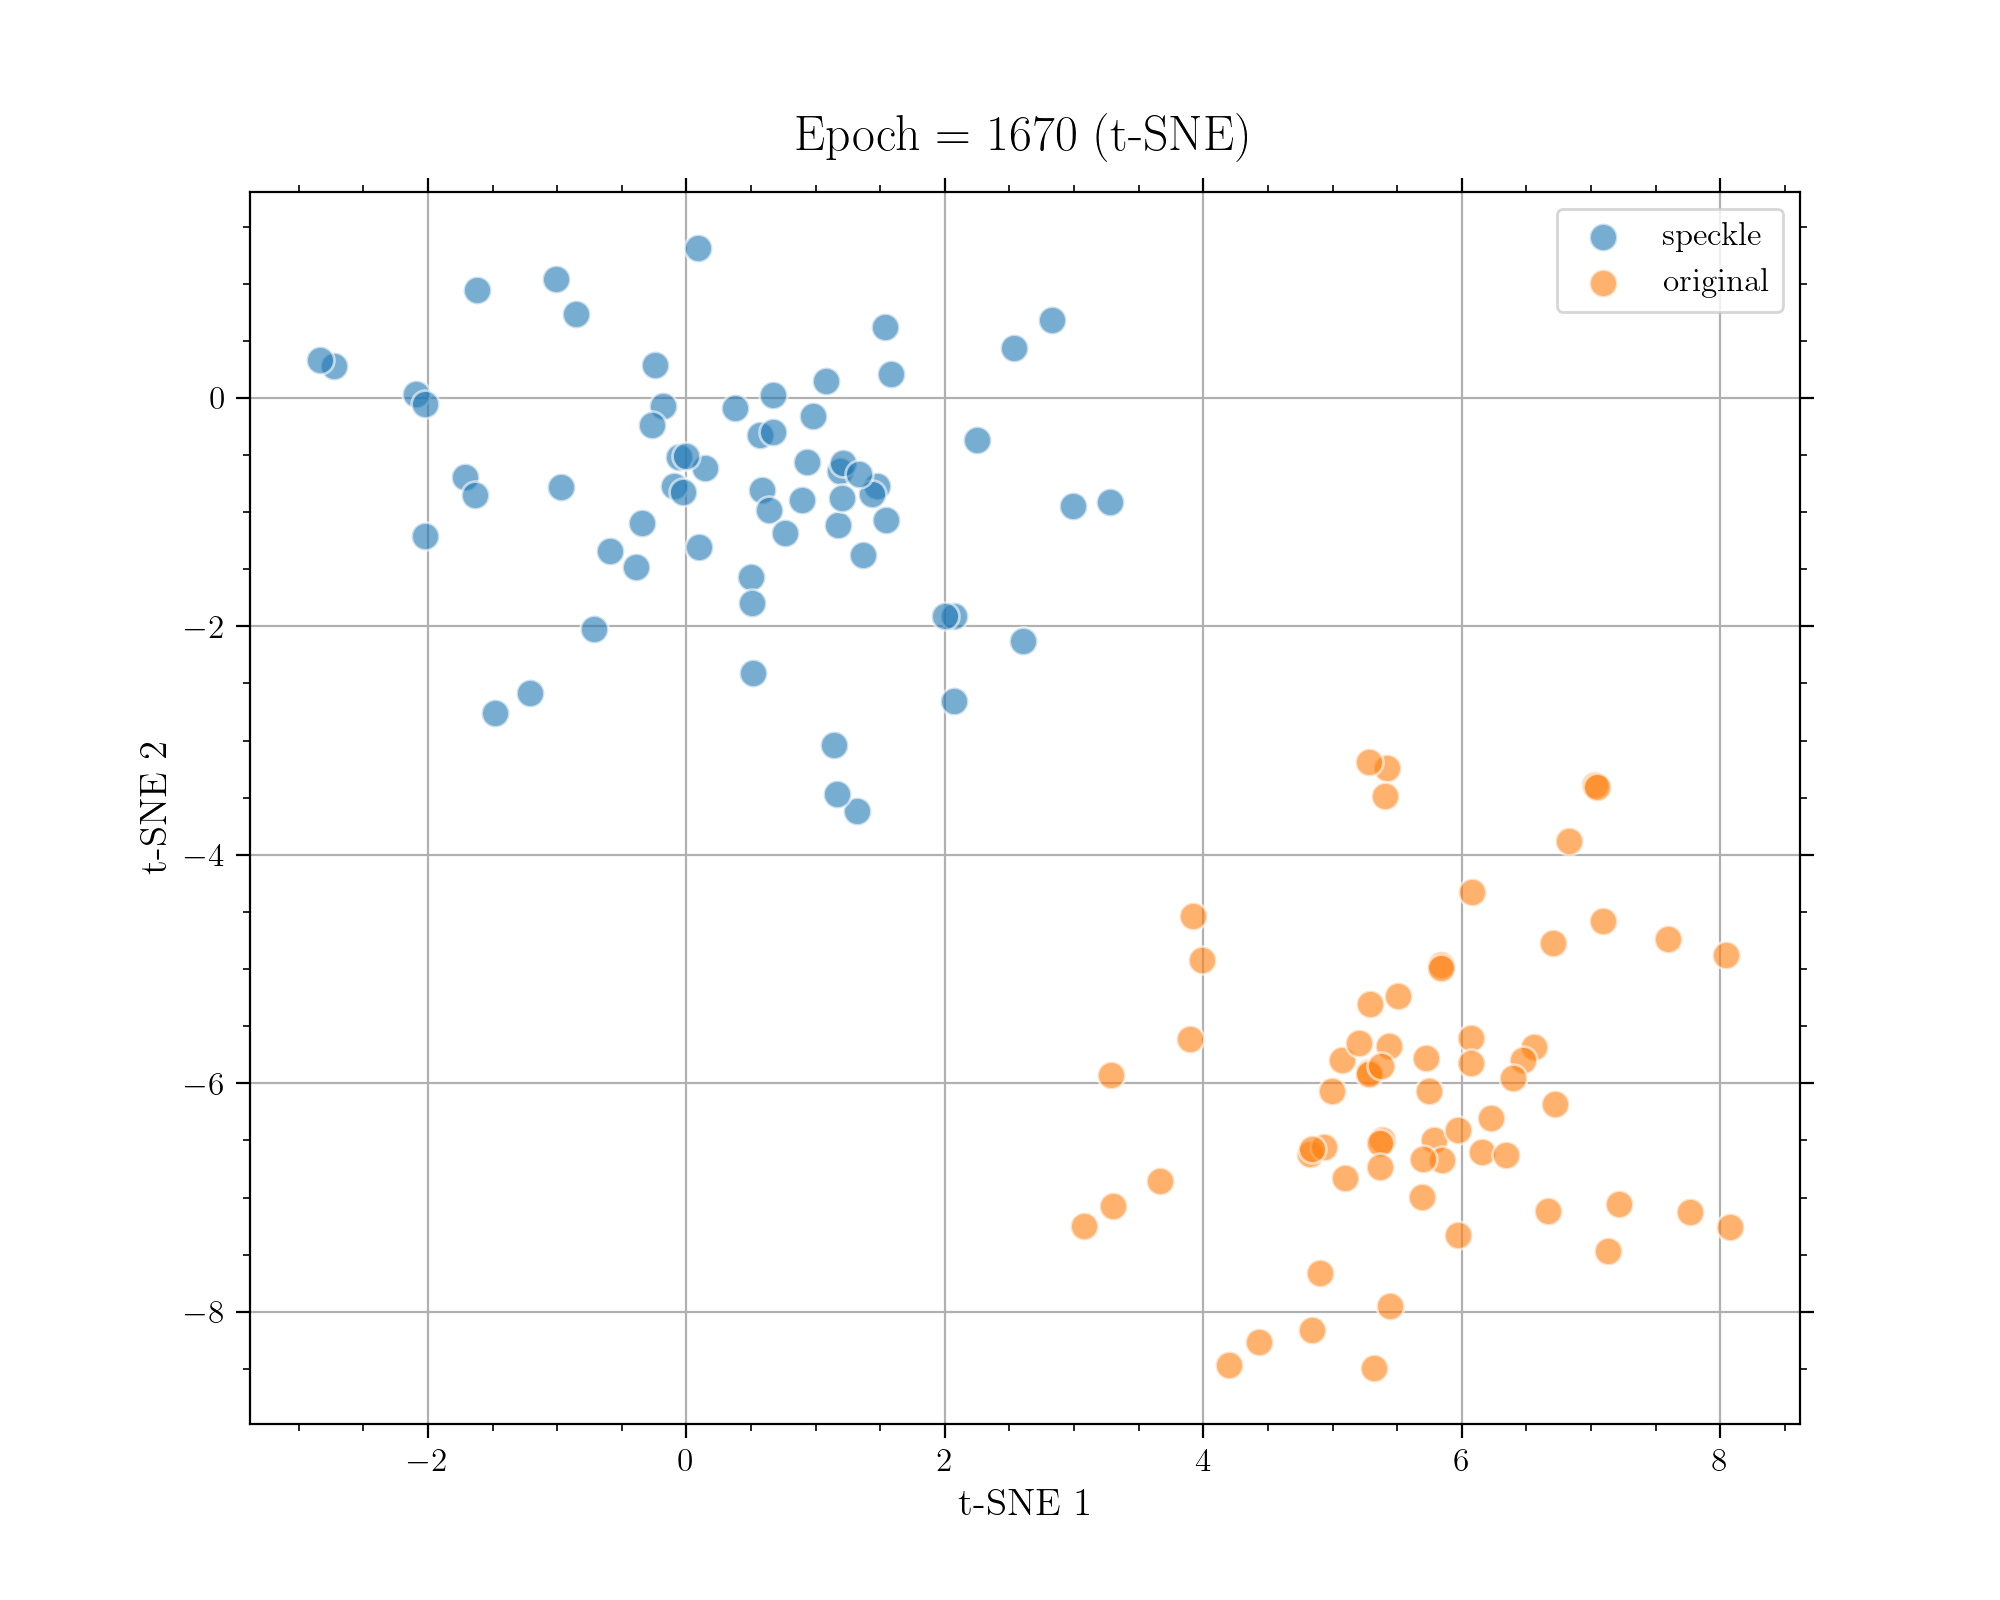 Epoch = 1670 (t-SNE)
speckle
original
0
−2
−4
−6
−8
t-SNE 2
−2 0 2 4 6 8
t-SNE 1